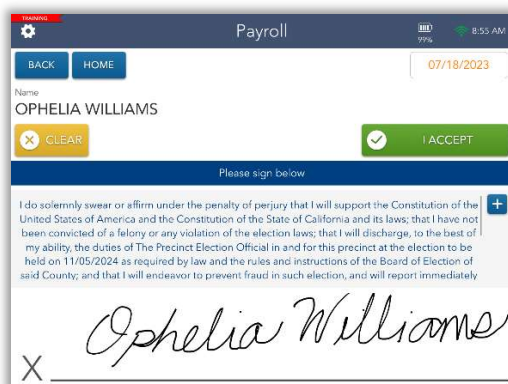 TRAINING
Payroll
99%
8:55 AM
BACK
HOME
07/18/2023
Name
OPHELIA WILLIAMS
CLEAR
I ACCEPT
Please sign below
I do solemnly swear or affirm under the penalty of perjury that I will support the Constitution of the
United States of America and the Constitution of the State of California and its laws; that I have not
been convicted of a felony or any violation of the election laws; that I will discharge, to the best of
my ability, the duties of The Precinct Election Official in and for this precinct at the election to be
held on 11/05/2024 as required by law and the rules and instructions of the Board of Election of
said County; and that I will endeavor to prevent fraud in such election, and will report immediately
Ophelia Williams
X